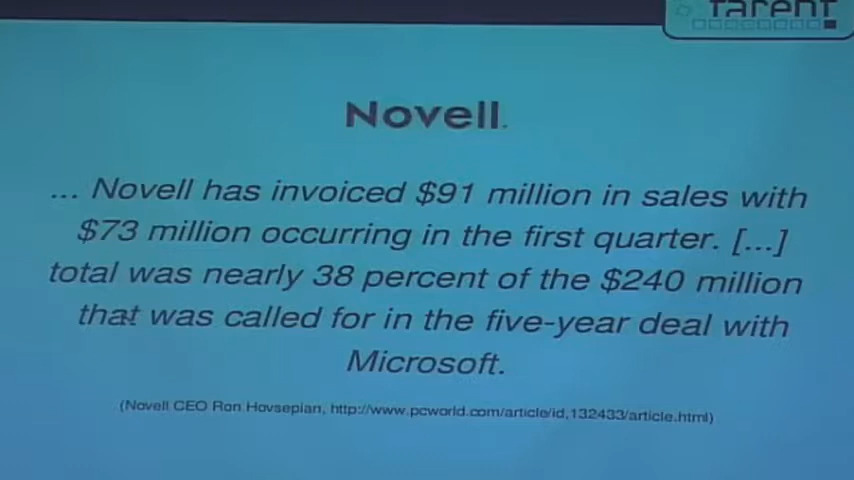 tarent
Novell.
... Novell has invoiced $91 million in sales with
$73 million occurring in the first quarter. [...]
total was nearly 38 percent of the $240 million
that was called for in the five-year deal with
Microsoft.
(Novell CEO Ron Hovsepian, http://www.pcworld.com/article/id,132433/article.html)